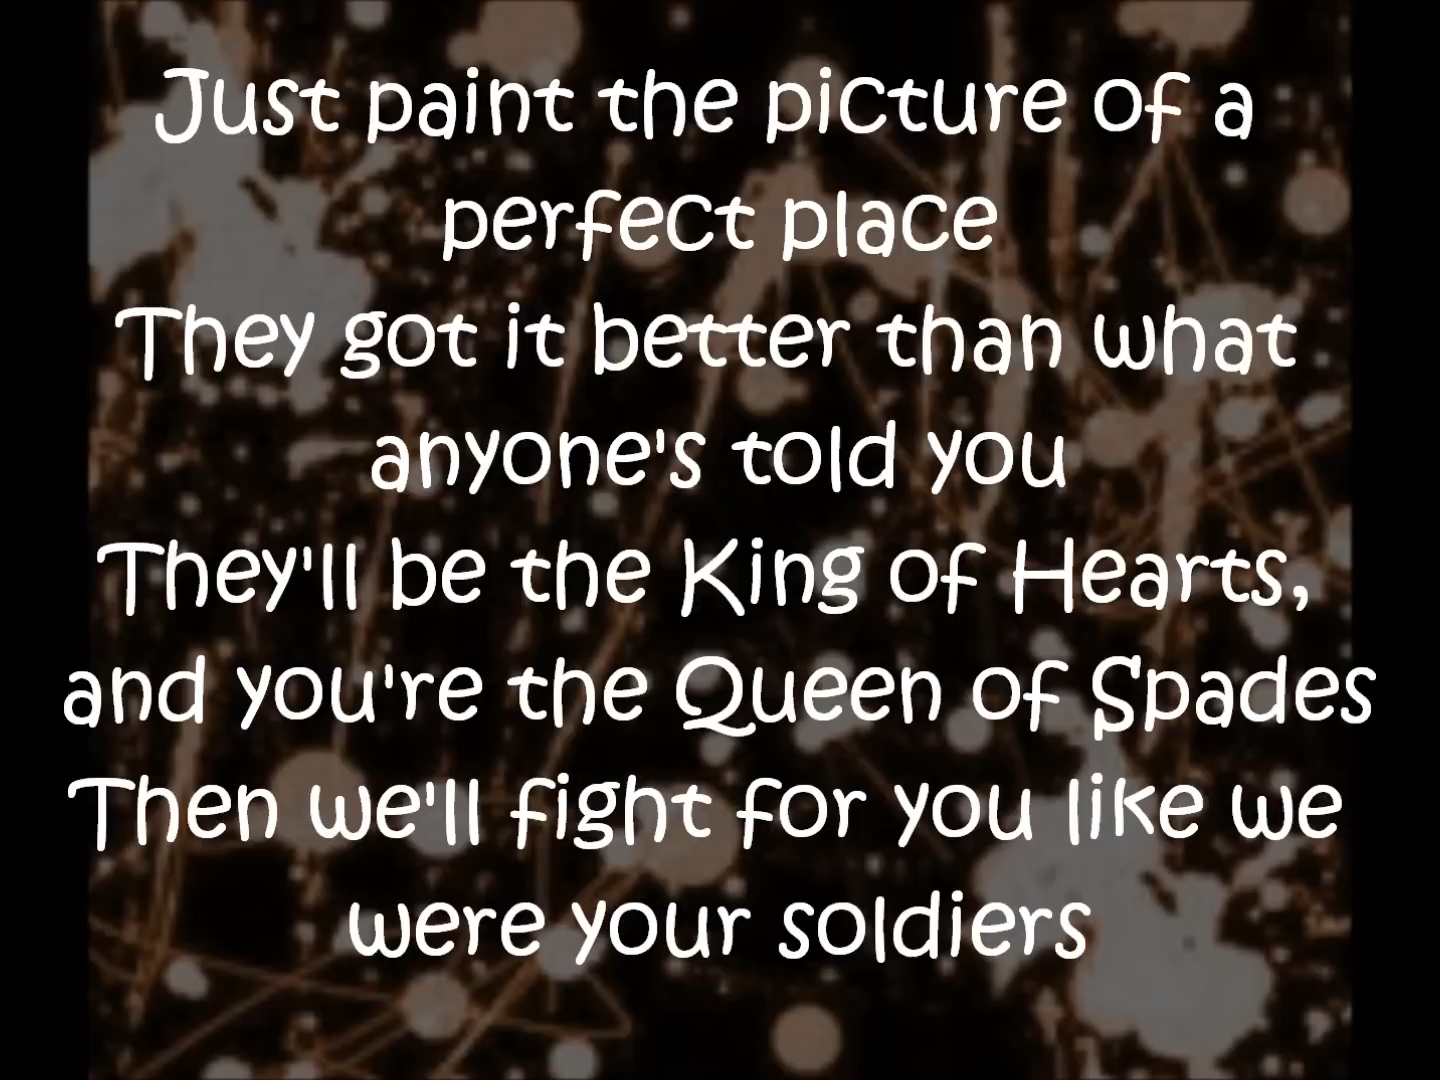 Just paint the picture of a
perfect place
They got it better than what
anyone's told you
They'll be the King of Hearts,
and you're the Queen of Spades
Then we'll fight for you like we
were your soldiers